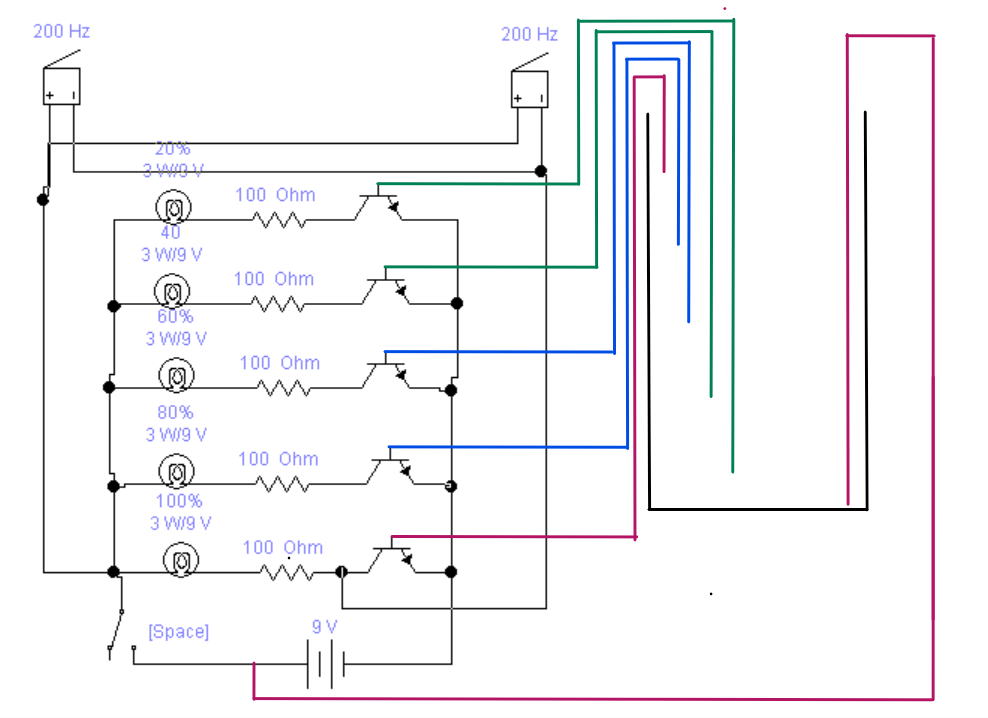 200 Hz
200 Hz
+ I
+ I
20%
3 W/9 V
100 Ohm
40
3 W/9 V
100 Ohm
60%
3 W/9 V
100 Ohm
80%
3 W/9 V
100 Ohm
100%
3 W/9 V
100 Ohm
[Space]
9 V